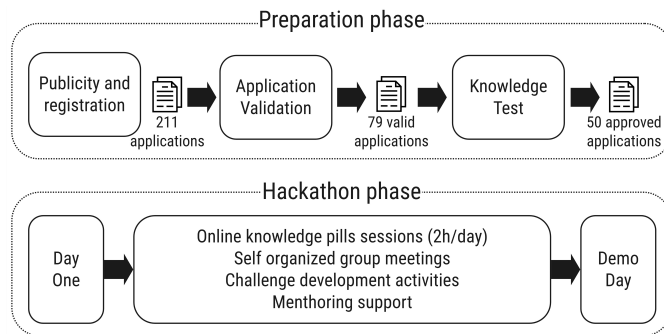 Preparation phase
Publicity and
registration
211
applications
Application
Validation
79 valid
applications
Knowledge
Test
50 approved
applications
Hackathon phase
Day
One
Online knowledge pills sessions (2h/day)
Self organized group meetings
Challenge development activities
Menthoring support
Demo
Day